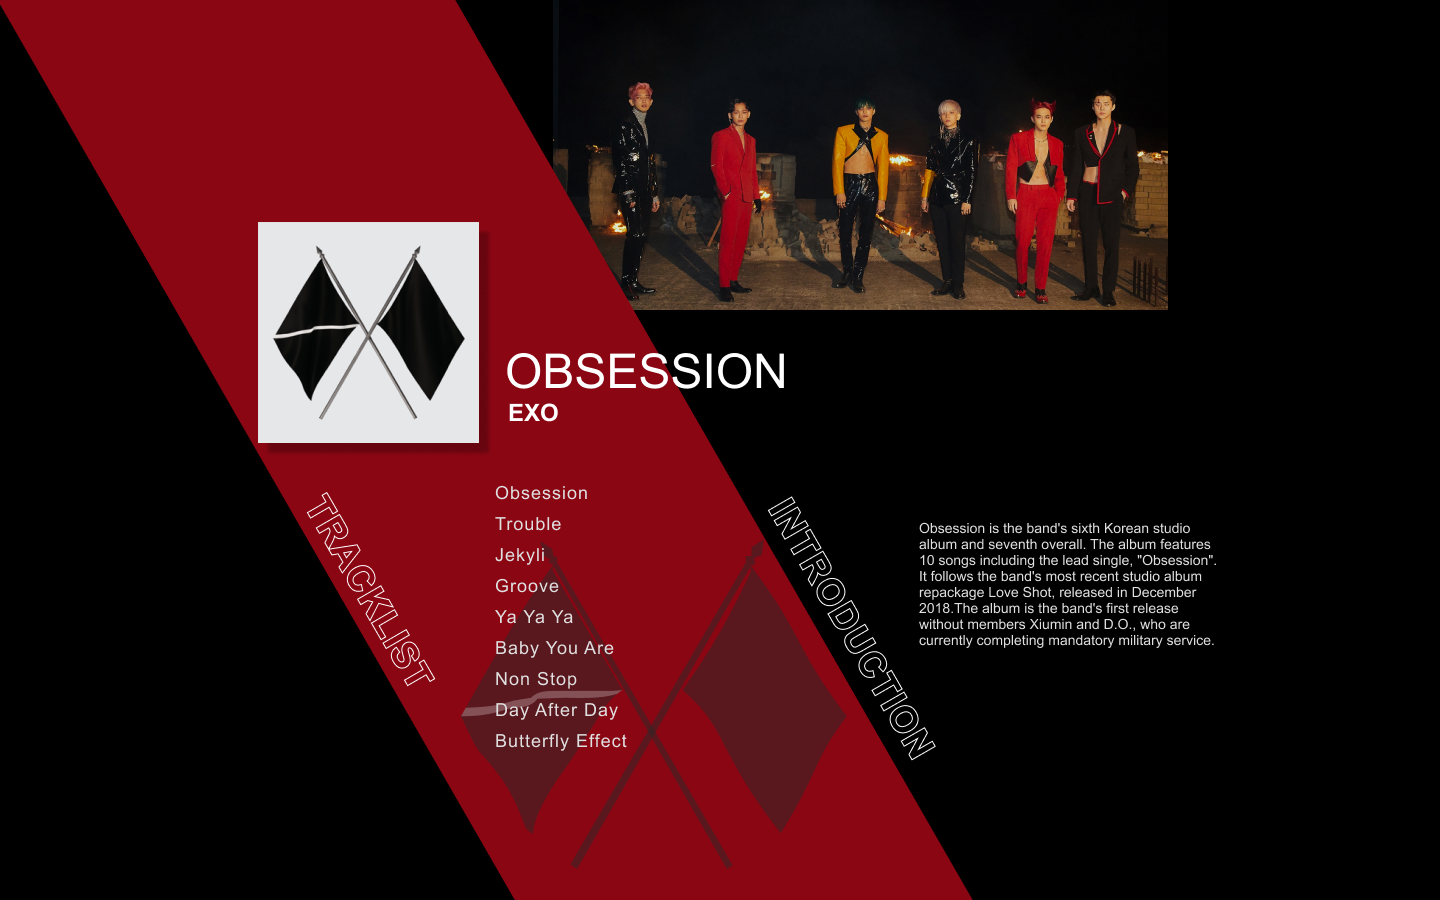 OBSESSION
EXO
TRACKLIST
Obsession
Trouble
Jekyli
Groove
Ya Ya Ya
Baby You Are
Non Stop
Day After Day
Butterfly Effect
INTRODUCTION
Obsession is the band's sixth Korean studio
album and seventh overall. The album features
10 songs including the lead single, "Obsession".
It follows the band's most recent studio album
repackage Love Shot, released in December
2018.The album is the band's first release
without members Xiumin and D.O., who are
currently completing mandatory military service.